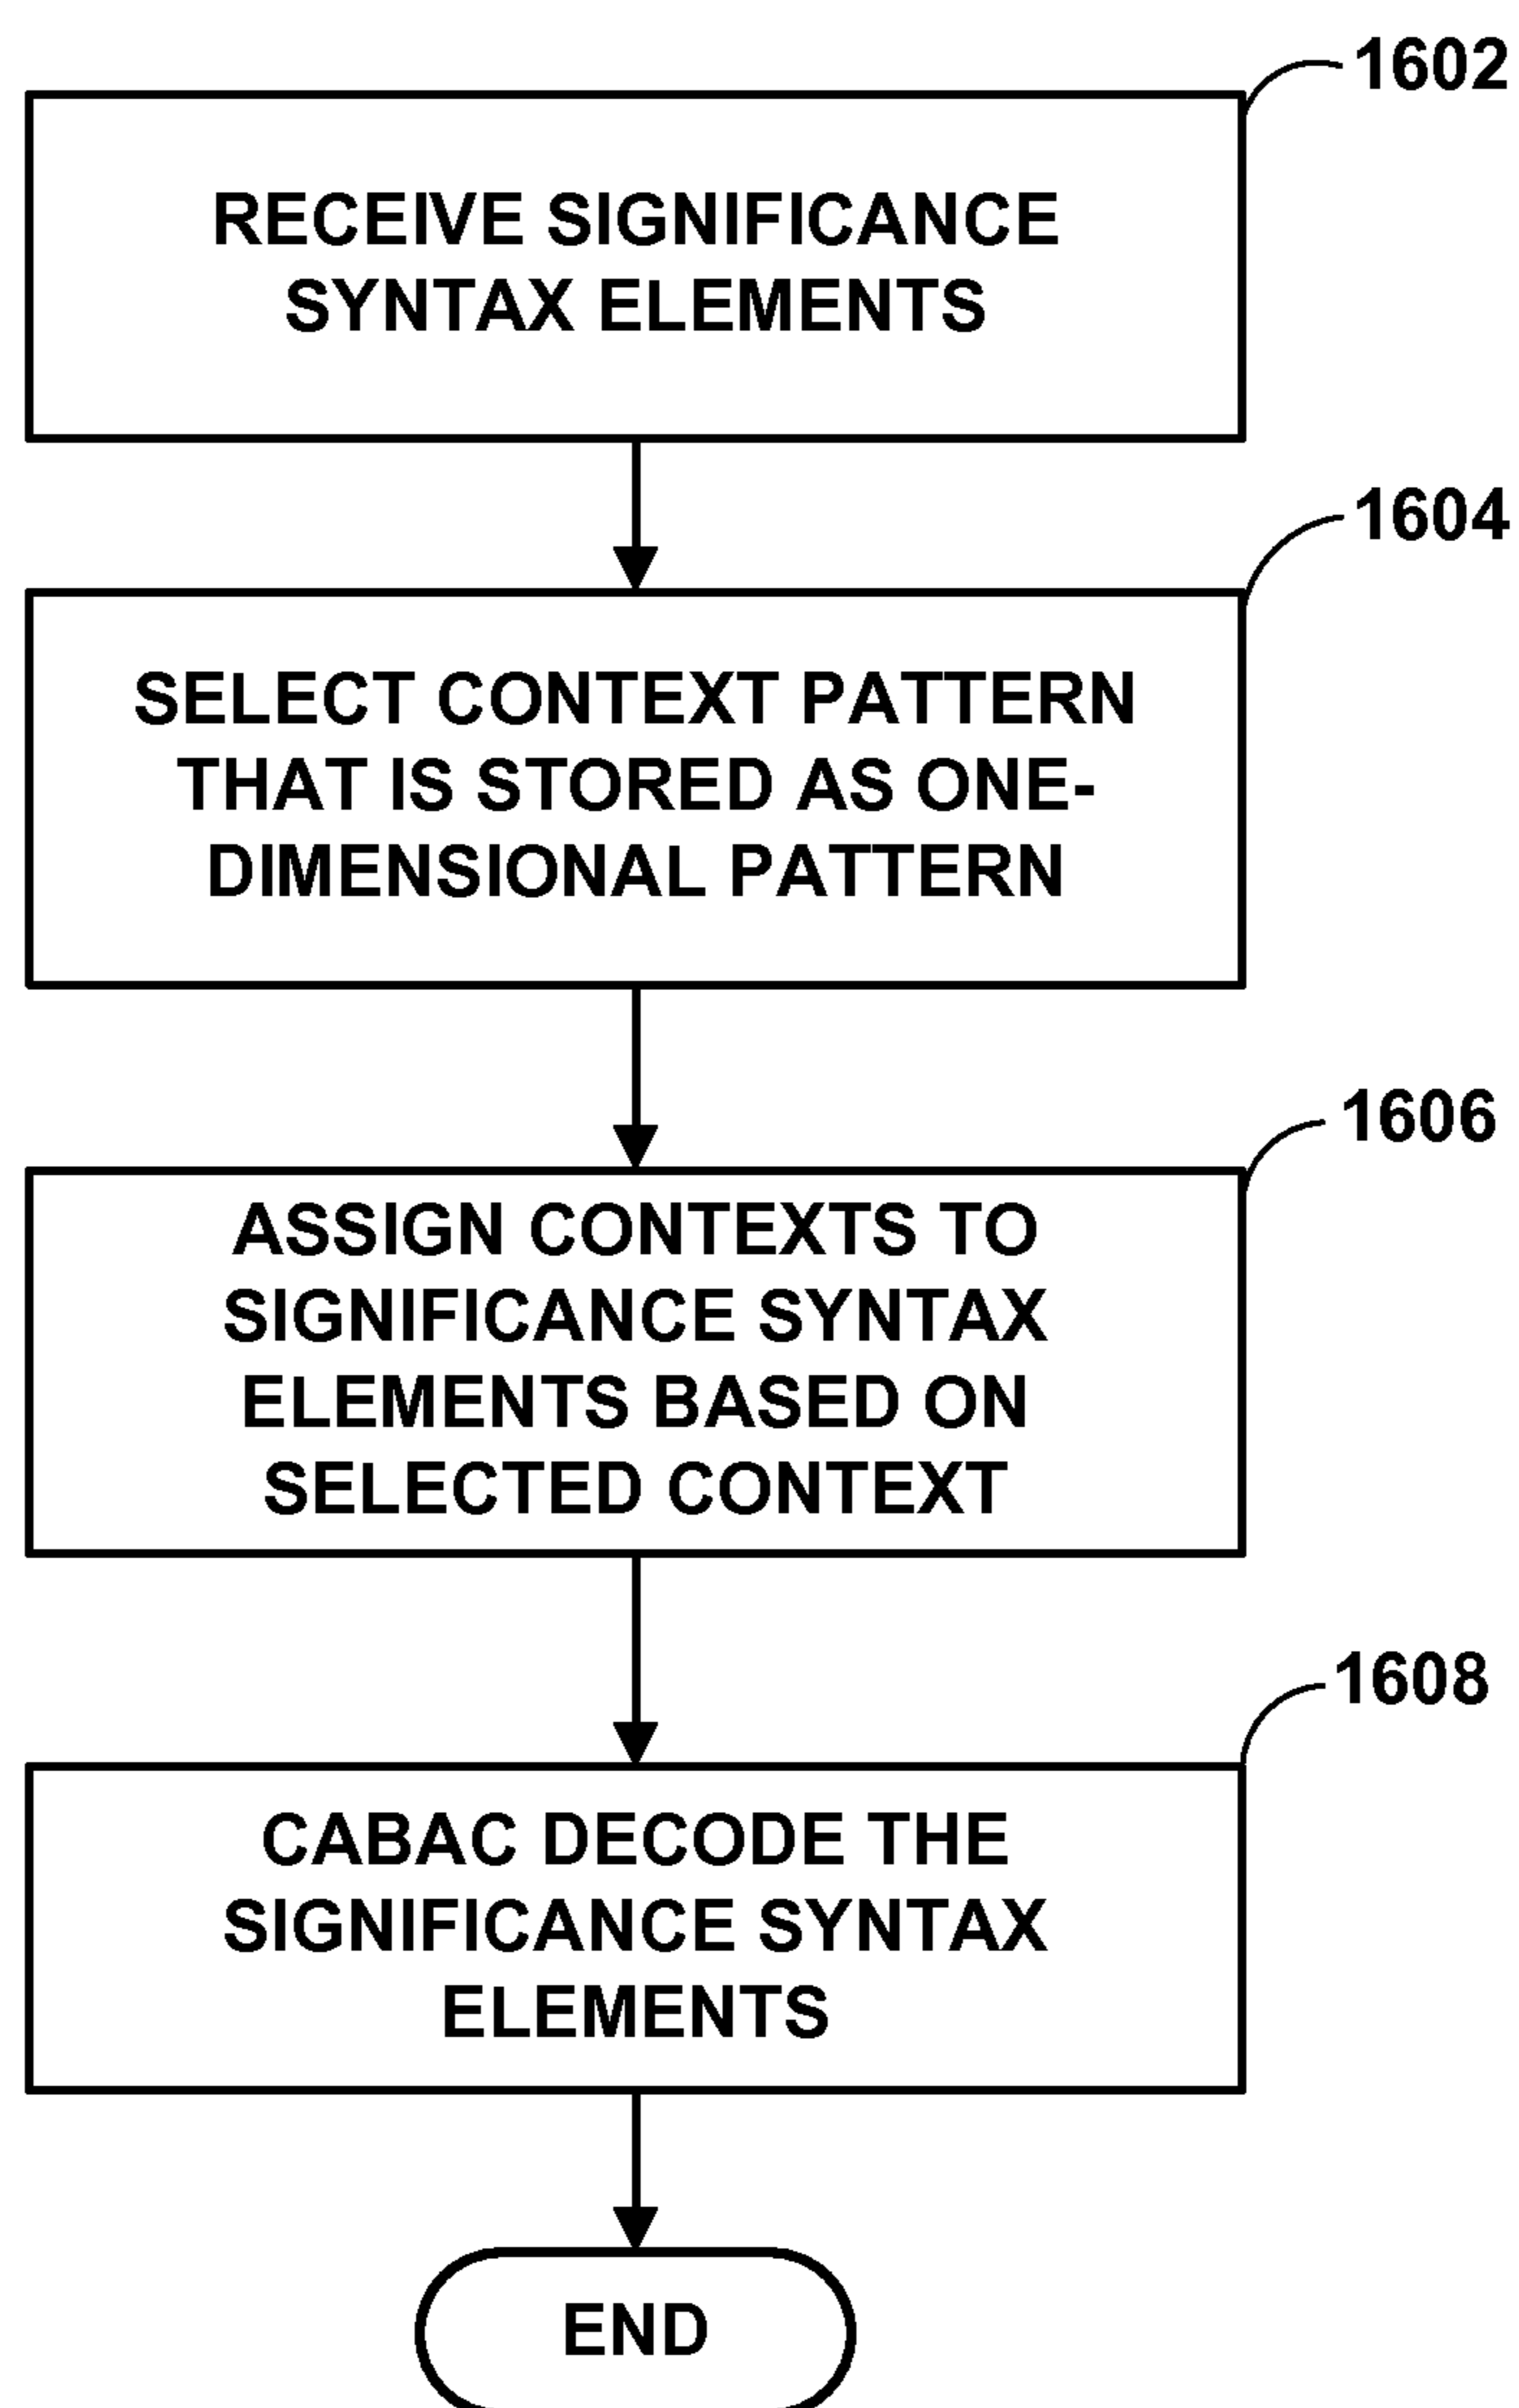 1602
RECEIVE SIGNIFICANCE
SYNTAX ELEMENTS
1604
SELECT CONTEXT PATTERN
THAT IS STORED AS ONE-
DIMENSIONAL PATTERN
1606
ASSIGN CONTEXTS TO
SIGNIFICANCE SYNTAX
ELEMENTS BASED ON
SELECTED CONTEXT
1608
CABAC DECODE THE
SIGNIFICANCE SYNTAX
ELEMENTS
END